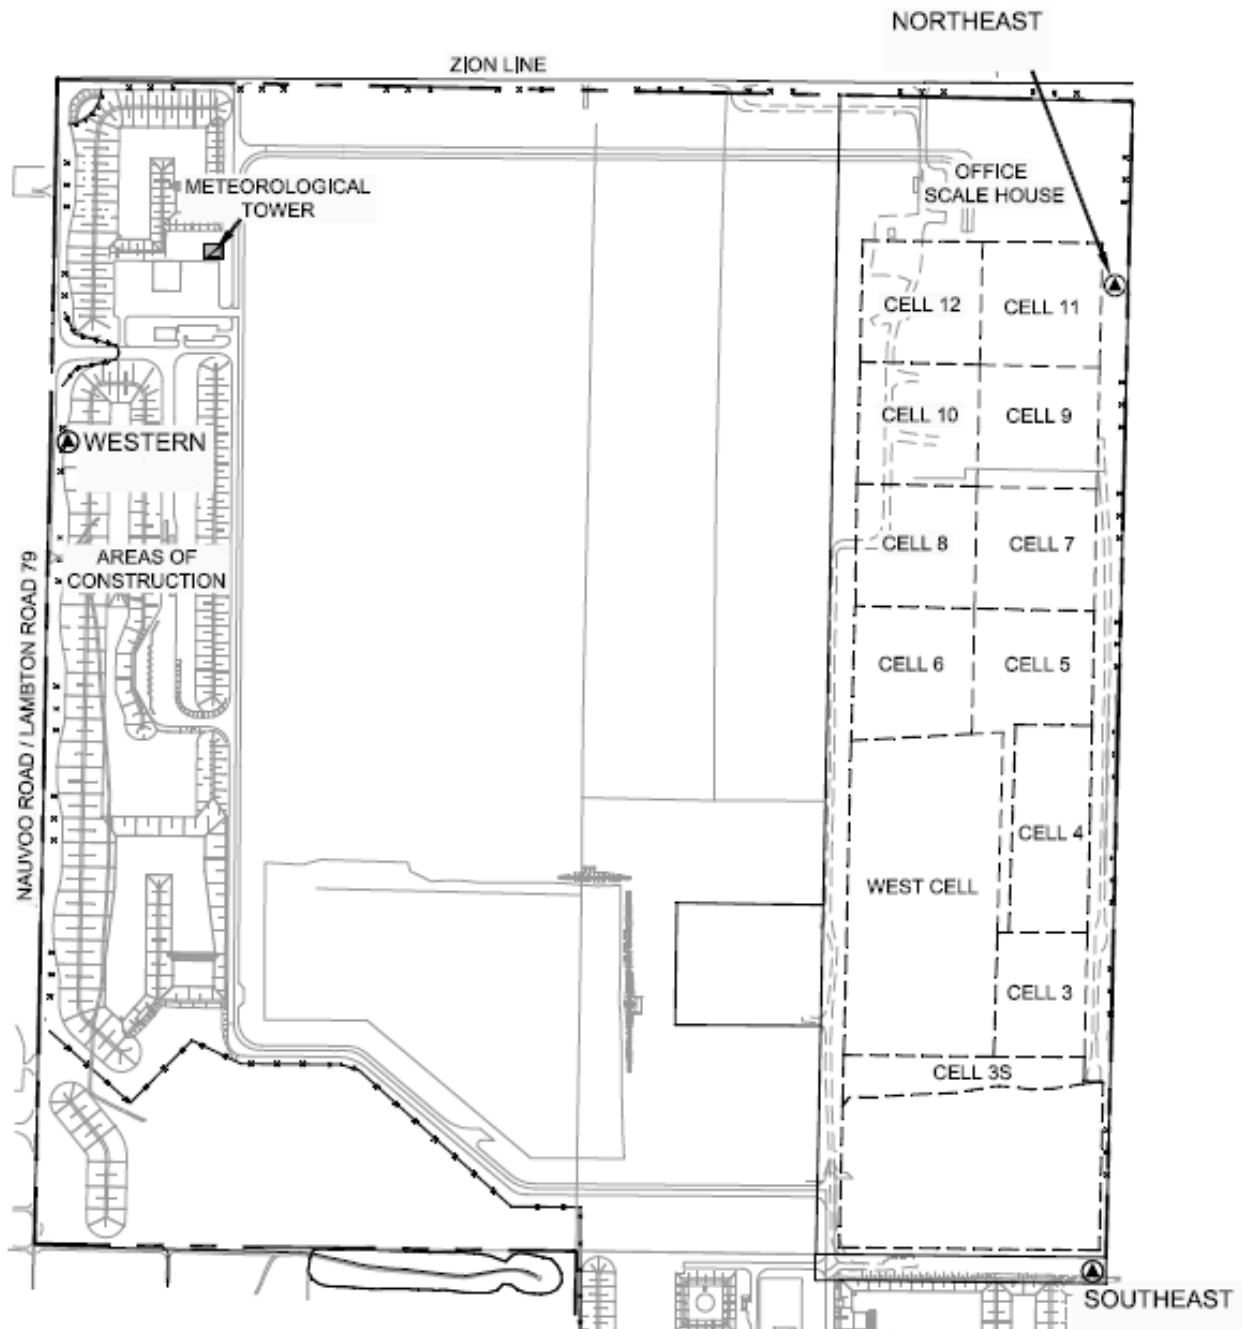 NORTHEAST
ZION LINE
METEOROLOGICAL
TOWER
OFFICE
SCALE HOUSE
CELL 12
CELL 11
CELL 10
CELL 9
WESTERN
CELL 8
CELL 7
AREAS OF
CONSTRUCTION
NAUVOO ROAD / LAMBTON ROAD 79
CELL 6
CELL 5
CELL 4
WEST CELL
CELL 3
CELL 3S
SOUTHEAST